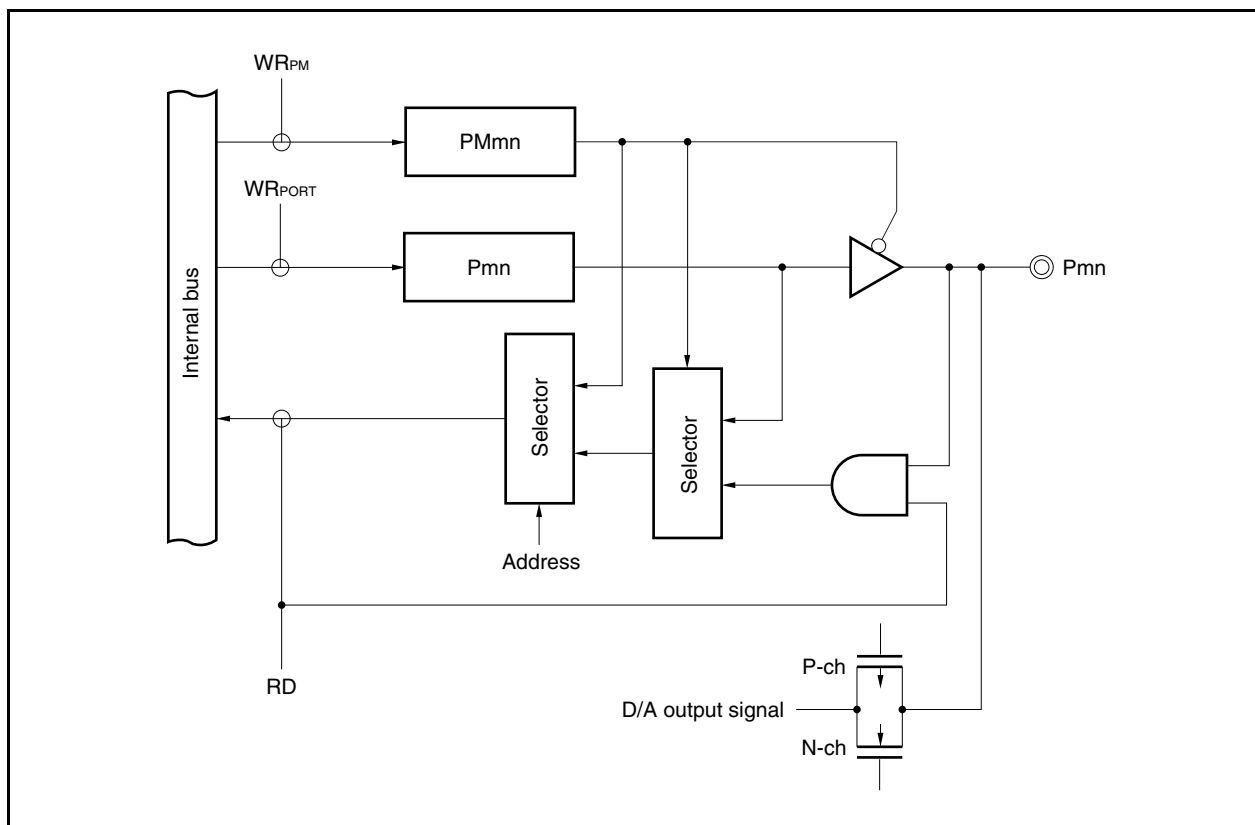 WRPM
PMmn
WRPORT
Pmn
Pmn
Internal bus
Selector
Selector
Address
RD
P-ch
D/A output signal
N-ch